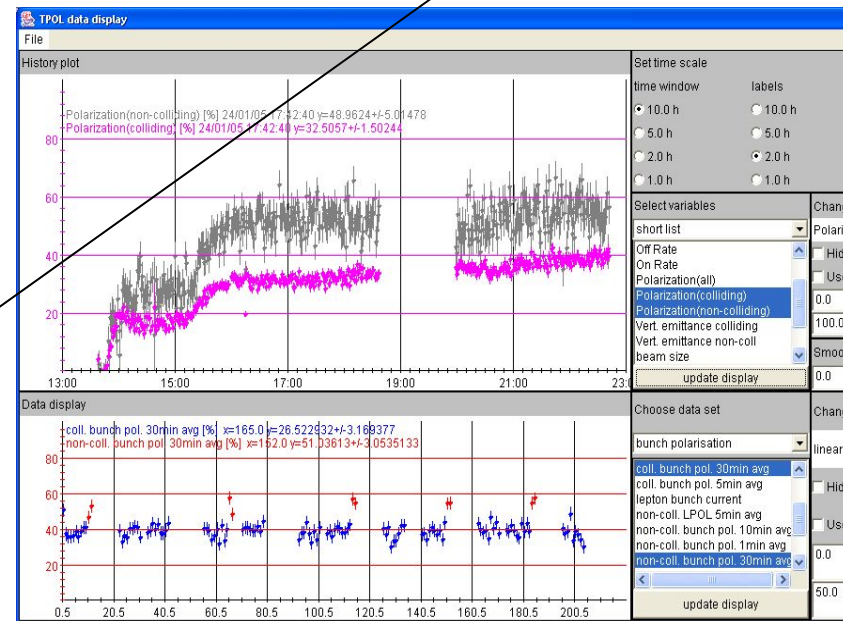 TPOL data display
File
History plot
Polarization(non-colliding) [%] 24/01/05 17:42:40 y=48.9624+/-5.01478
Polarization(colliding) [%] 24/01/05 17:42:40 y=32.5057+/-1.50244
80
60
40
20
13:00 15:00 17:00 19:00 21:00 23:0
Set time scale
time window labels
10.0 h 10.0 h
5.0 h 5.0 h
2.0 h 2.0 h
1.0 h 1.0 h
Select variables
short list
Off Rate
On Rate
Polarization(all)
Polarization(colliding)
Polarization(non-colliding)
Vert. emittance colliding
Vert. emittance non-coll
beam size
update display
Chan
Polari
Hid
Use
0.0
100.0
Smoo
0.0
Data display
coll. bunch pol. 30min avg [%] x=165.0 y=26.522932+/-3.169377
non-coll. bunch pol. 30min avg [%] x=152.0 y=51.03613+/-3.0535133
80
60
40
20
0.5 20.5 40.5 60.5 80.5 100.5 120.5 140.5 160.5 180.5 200.5
Choose data set
bunch polarisation
coll. bunch pol. 30min avg
coll. bunch pol. 5min avg
lepton bunch current
non-coll. LPOL 5min avg
non-coll. bunch pol. 10min avg
non-coll. bunch pol. 1min avg
non-coll. bunch pol. 30min avg
update display
Chan
linear
Hid
Use
0.0
50.0